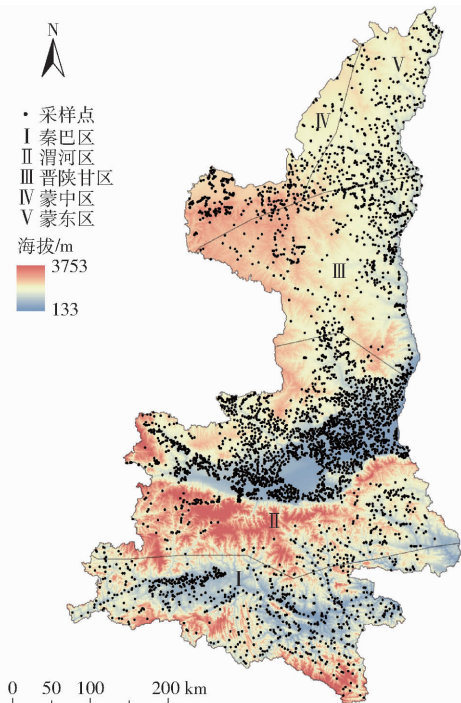 N
采样点
Ⅰ 秦巴区
Ⅱ 渭河区
Ⅲ 晋陕甘区
Ⅳ 蒙中区
Ⅴ 蒙东区
海拔/m
3753
133
Ⅴ
Ⅳ
Ⅲ
Ⅱ
Ⅰ
0 50 100 200 km